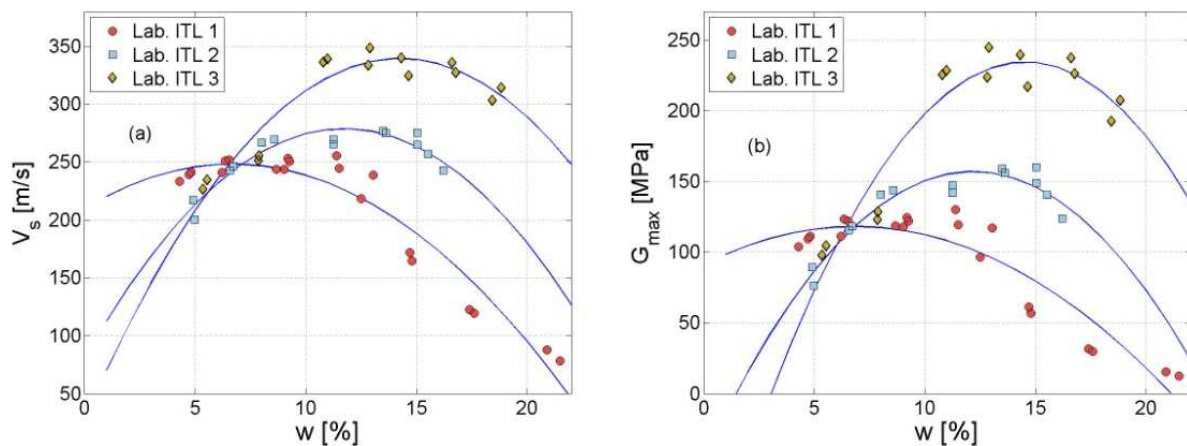 350
300
250
200
150
100
50
V_s [m/s]
Lab. ITL 1
Lab. ITL 2
Lab. ITL 3
(a)
0 5 10 15 20
w [%]
250
200
150
100
50
0
G_max [MPa]
Lab. ITL 1
Lab. ITL 2
Lab. ITL 3
(b)
0 5 10 15 20
w [%]